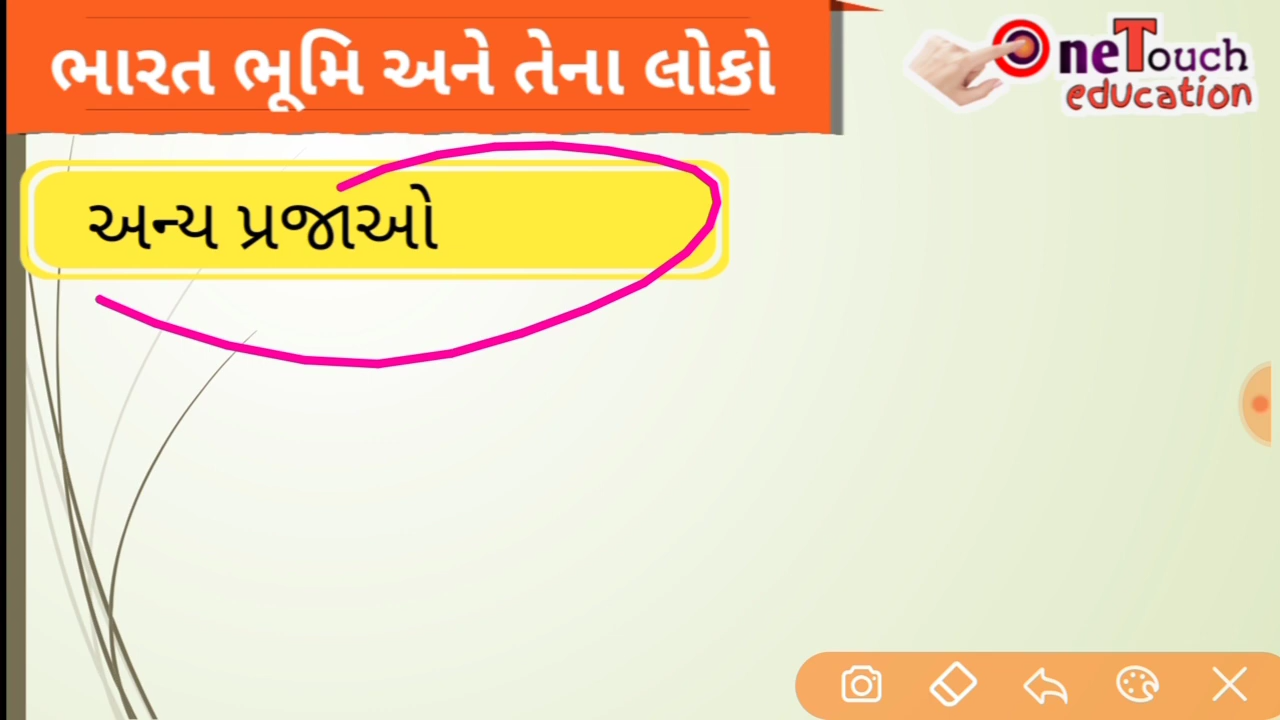 ભારત ભૂમિ અને તેના લોકો
OneTouch
education
અન્ય પ્રજાઓ